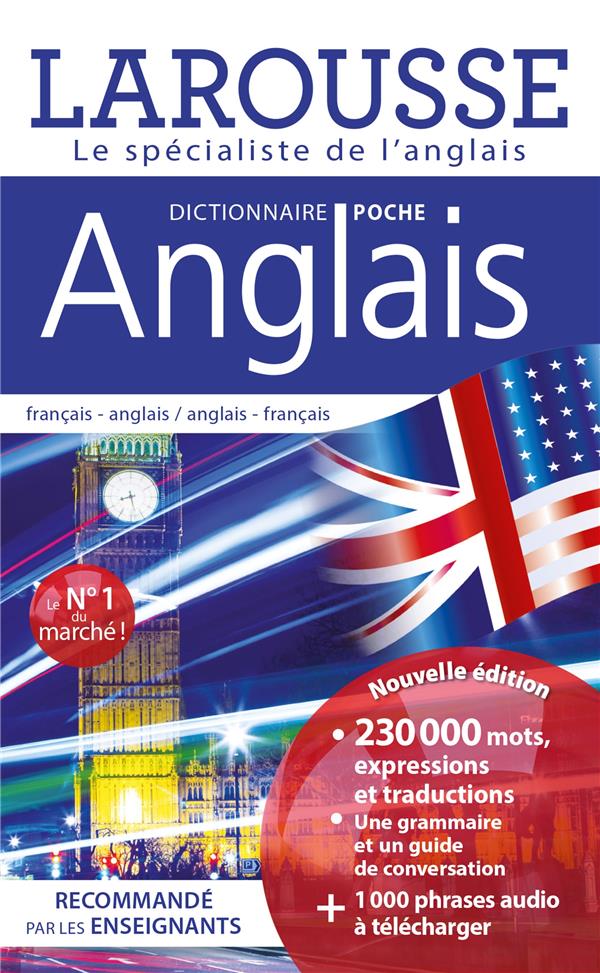 LAROUSSE
Le spécialiste de l'anglais
DICTIONNAIRE POCHE
Anglais
français - anglais / anglais - français
Le N° 1
du
marché !
Nouvelle édition
• 230 000 mots,
expressions
et traductions
• Une grammaire
et un guide
de conversation
+ 1 000 phrases audio
à télécharger
RECOMMANDÉ
PAR LES ENSEIGNANTS